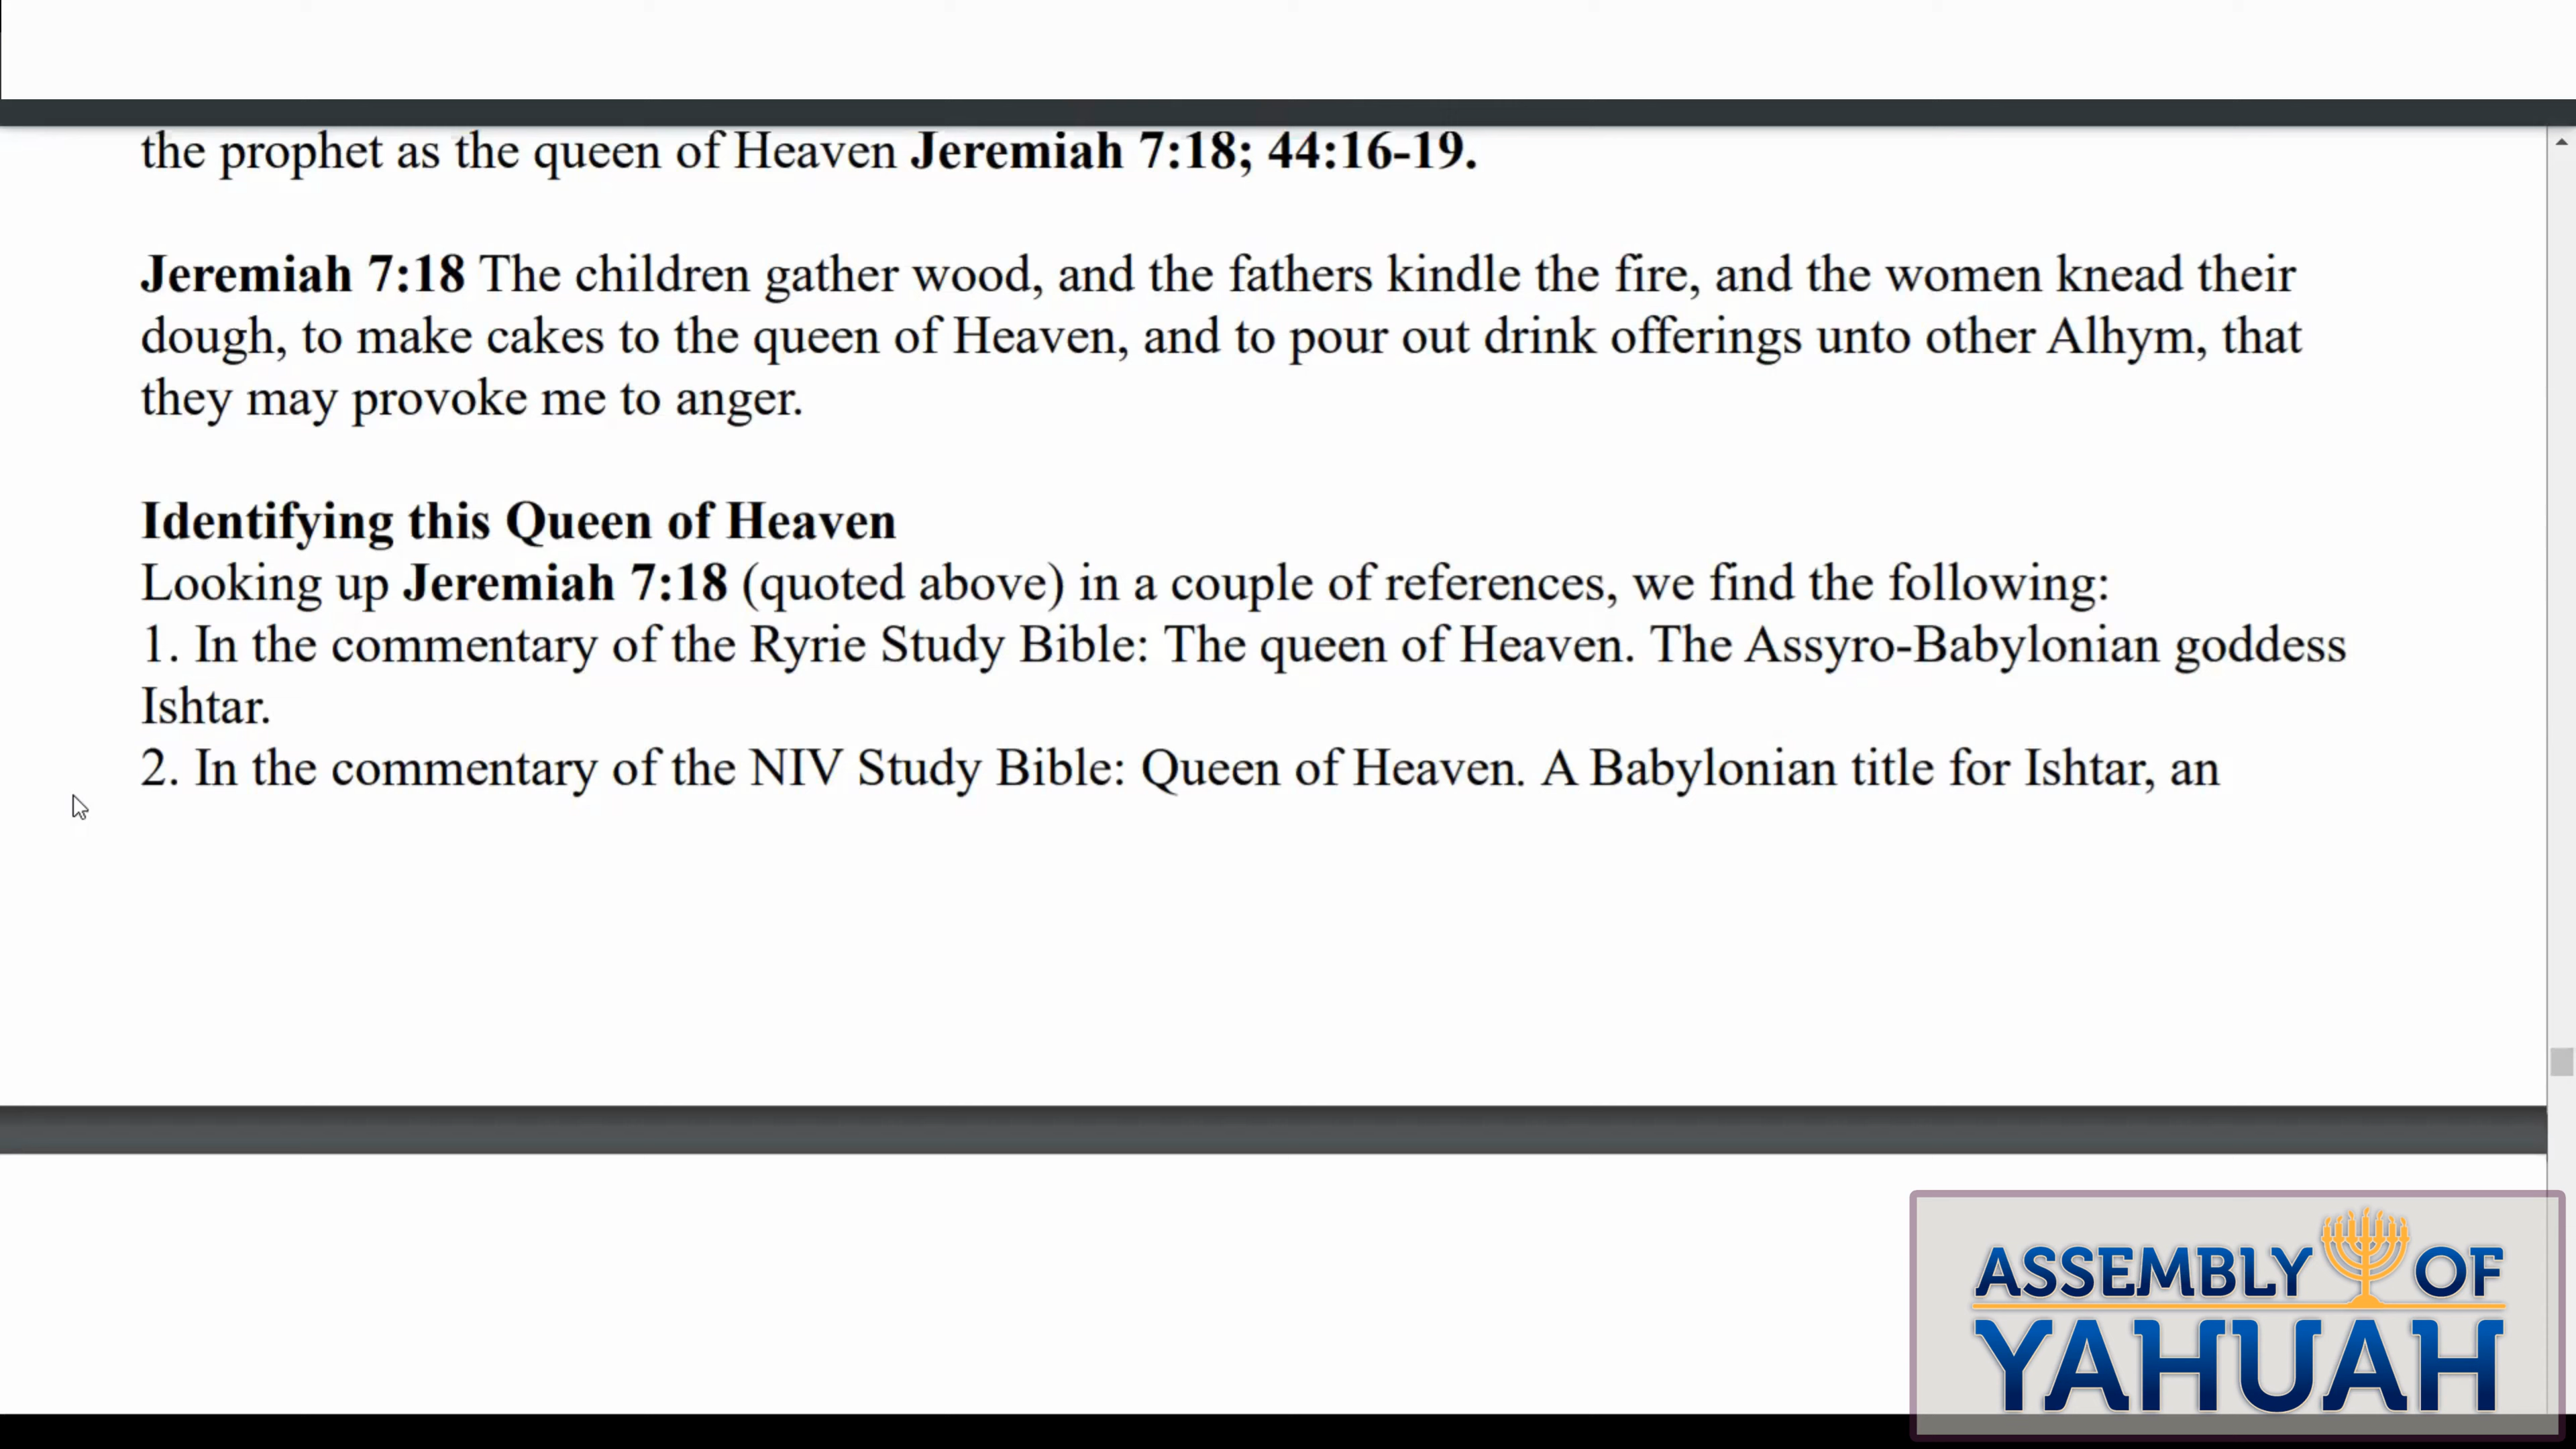 the prophet as the queen of Heaven Jeremiah 7:18; 44:16-19.
Jeremiah 7:18 The children gather wood, and the fathers kindle the fire, and the women knead their
dough, to make cakes to the queen of Heaven, and to pour out drink offerings unto other Alhym, that
they may provoke me to anger.
Identifying this Queen of Heaven
Looking up Jeremiah 7:18 (quoted above) in a couple of references, we find the following:
1. In the commentary of the Ryrie Study Bible: The queen of Heaven. The Assyro-Babylonian goddess
Ishtar.
2. In the commentary of the NIV Study Bible: Queen of Heaven. A Babylonian title for Ishtar, an
ASSEMBLY OF
YAHUAH